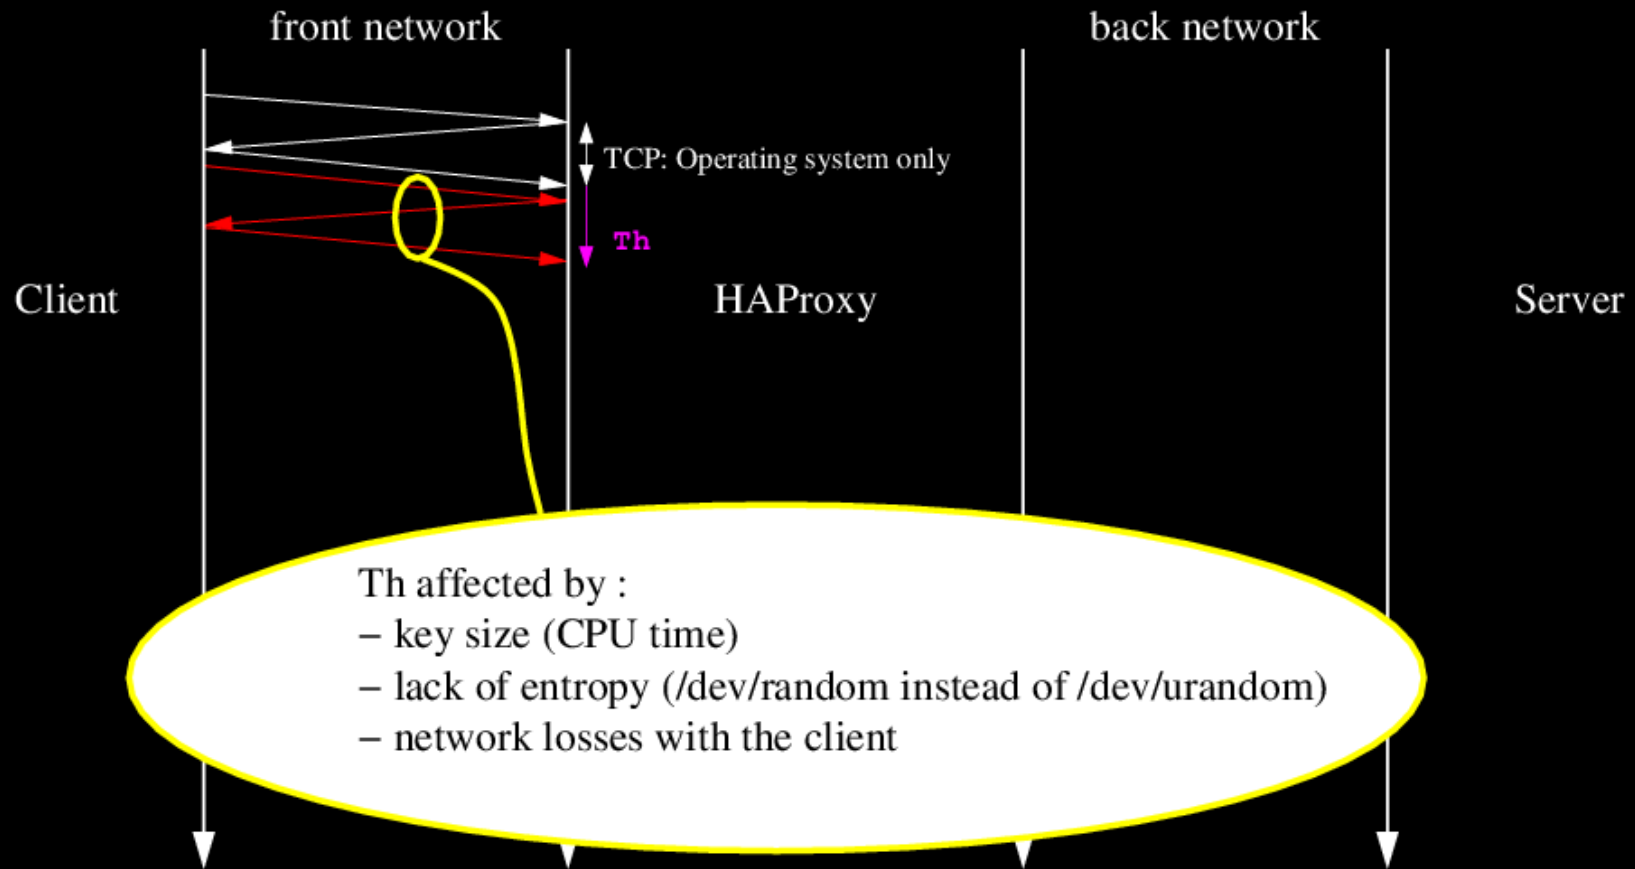 front network
back network
TCP: Operating system only
Th
Client
HAProxy
Server
Th affected by :
– key size (CPU time)
– lack of entropy (/dev/random instead of /dev/urandom)
– network losses with the client